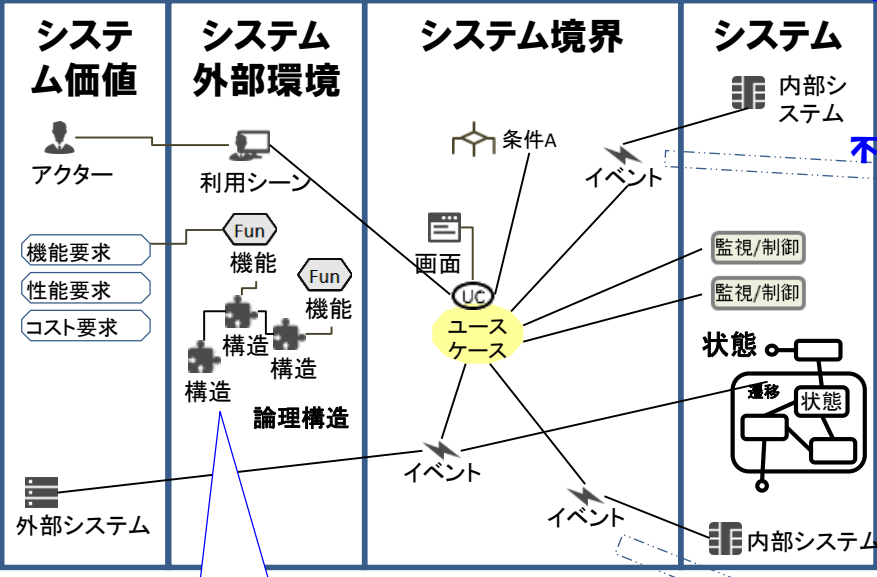 システ
ム価値
システム
外部環境
システム境界
システム
アクター
利用シーン
条件A
イベント
内部シ
ステム
不
機能要求
性能要求
コスト要求
Fun
機能
Fun
機能
構造
構造
構造
論理構造
画面
UC
ユース
ケース
監視/制御
監視/制御
状態
遷移
状態
イベント
外部システム
イベント
内部システム